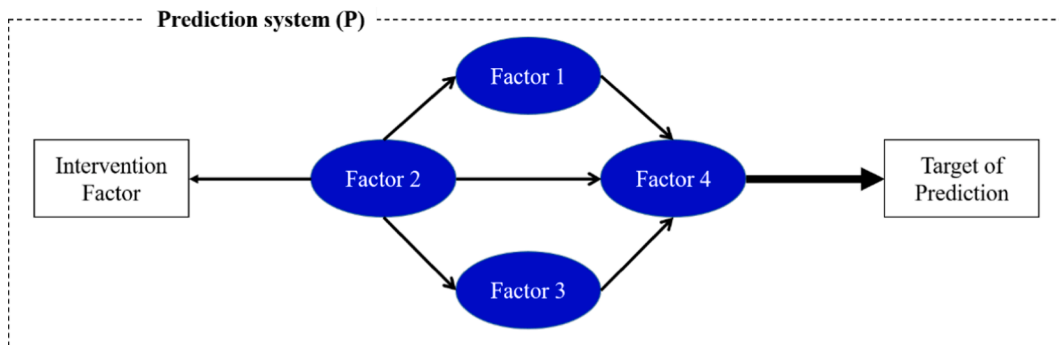 Prediction system (P)
Factor 1
Intervention
Factor
Factor 2
Factor 4
Target of
Prediction
Factor 3